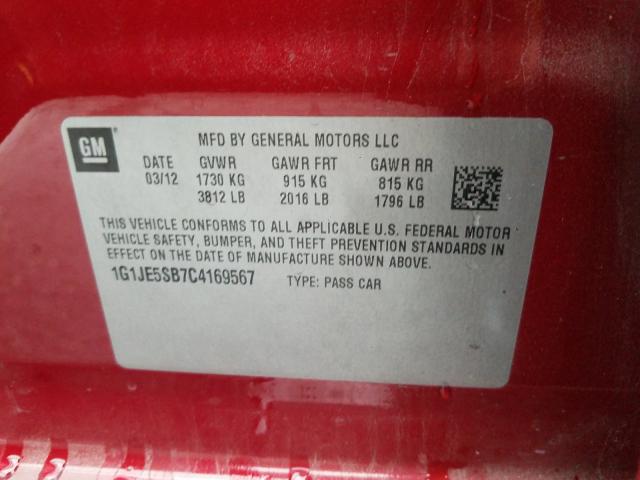 GM
MFD BY GENERAL MOTORS LLC
DATE GVWR GAWR FRT GAWR RR
03/12 1730 KG 915 KG 815 KG
3812 LB 2016 LB 1796 LB
THIS VEHICLE CONFORMS TO ALL APPLICABLE U.S. FEDERAL MOTOR
VEHICLE SAFETY, BUMPER, AND THEFT PREVENTION STANDARDS IN
EFFECT ON THE DATE OF MANUFACTURE SHOWN ABOVE.
1G1JE5SB7C4169567 TYPE: PASS CAR